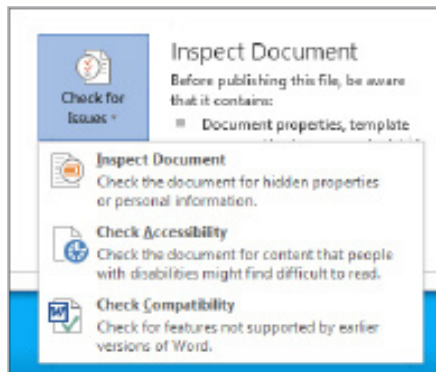 Check for
Issues
Inspect Document
Before publishing this file, be aware
that it contains:
Document properties, template
Inspect Document
Check the document for hidden properties
or personal information.
Check Accessibility
Check the document for content that people
with disabilities might find difficult to read.
Check Compatibility
Check for features not supported by earlier
versions of Word.